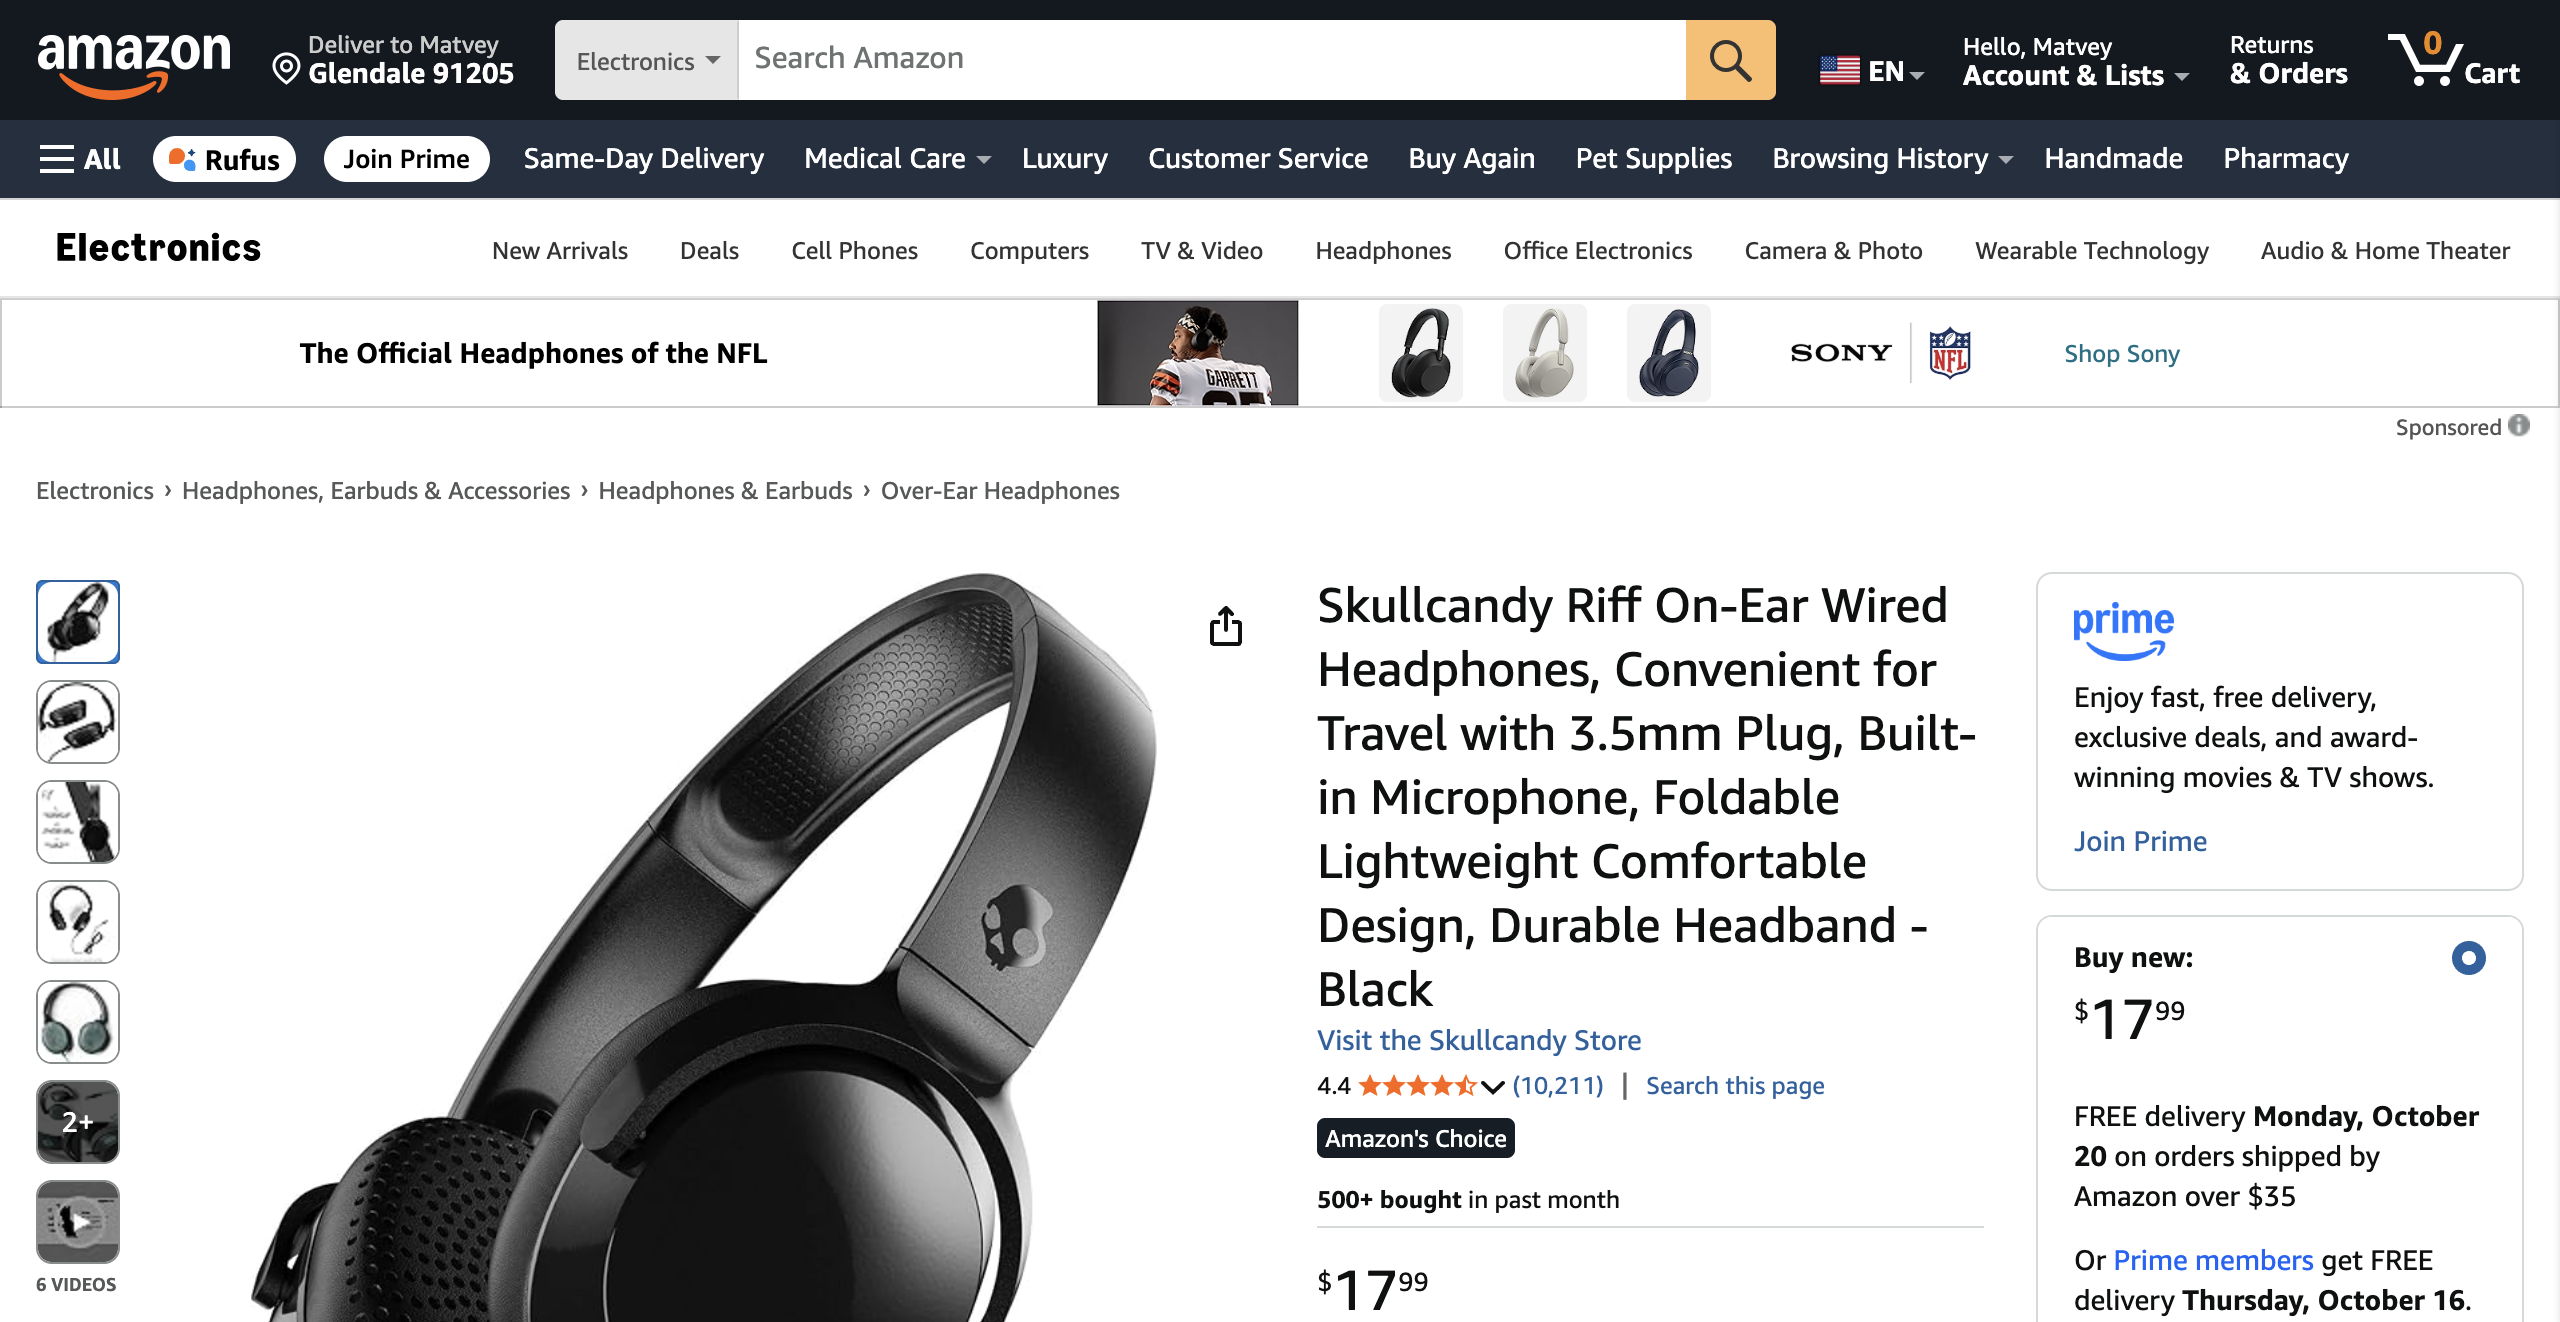 amazon
Deliver to Matvey
Glendale 91205
Electronics
Search Amazon
EN
Hello, Matvey
Account & Lists
Returns
& Orders
0
Cart
All
Rufus
Join Prime
Same-Day Delivery
Medical Care
Luxury
Customer Service
Buy Again
Pet Supplies
Browsing History
Handmade
Pharmacy
Electronics
New Arrivals
Deals
Cell Phones
Computers
TV & Video
Headphones
Office Electronics
Camera & Photo
Wearable Technology
Audio & Home Theater
The Official Headphones of the NFL
GARRETT
SONY
NFL
Shop Sony
Sponsored
Electronics › Headphones, Earbuds & Accessories › Headphones & Earbuds › Over-Ear Headphones
2+
6 VIDEOS
Skullcandy Riff On-Ear Wired
Headphones, Convenient for
Travel with 3.5mm Plug, Built-
in Microphone, Foldable
Lightweight Comfortable
Design, Durable Headband -
Black
Visit the Skullcandy Store
4.4 (10,211) | Search this page
Amazon's Choice
500+ bought in past month
$17 99
prime
Enjoy fast, free delivery,
exclusive deals, and award-
winning movies & TV shows.
Join Prime
Buy new:
$17 99
FREE delivery Monday, October
20 on orders shipped by
Amazon over $35
Or Prime members get FREE
delivery Thursday, October 16.